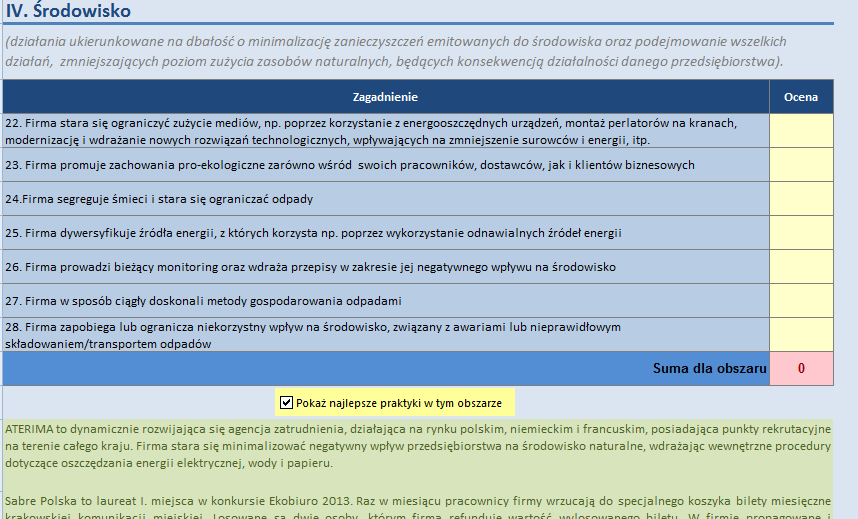 IV. Środowisko
(działania ukierunkowane na dbałość o minimalizację zanieczyszczeń emitowanych do środowiska oraz podejmowanie wszelkich
działań,  zmniejszających poziom zużycia zasobów naturalnych, będących konsekwencją działalności danego przedsiębiorstwa).
Zagadnienie Ocena
22. Firma stara się ograniczyć zużycie mediów, np. poprzez korzystanie z energooszczędnych urządzeń, montaż perlatorów na kranach,
modernizację i wdrażanie nowych rozwiązań technologicznych, wpływających na zmniejszenie surowców i energii, itp.
23. Firma promuje zachowania pro-ekologiczne zarówno wśród  swoich pracowników, dostawców, jak i klientów biznesowych
24.Firma segreguje śmieci i stara się ograniczać odpady
25. Firma dywersyfikuje źródła energii, z których korzysta np. poprzez wykorzystanie odnawialnych źródeł energii
26. Firma prowadzi bieżący monitoring oraz wdraża przepisy w zakresie jej negatywnego wpływu na środowisko
27. Firma w sposób ciągły doskonali metody gospodarowania odpadami
28. Firma zapobiega lub ogranicza niekorzystny wpływ na środowisko, związany z awariami lub nieprawidłowym
składowaniem/transportem odpadów
Suma dla obszaru 0
Pokaż najlepsze praktyki w tym obszarze
ATERIMA to dynamicznie rozwijająca się agencja zatrudnienia, działająca na rynku polskim, niemieckim i francuskim, posiadająca punkty rekrutacyjne
na terenie całego kraju. Firma stara się minimalizować negatywny wpływ przedsiębiorstwa na środowisko naturalne, wdrażając wewnętrzne procedury
dotyczące oszczędzania energii elektrycznej, wody i papieru.
Sabre Polska to laureat I. miejsca w konkursie Ekobiuro 2013. Raz w miesiącu pracownicy firmy wrzucają do specjalnego koszyka bilety miesięczne
krakowskiej komunikacji miejskiej. Losowane są dwie osoby, którym firma refunduje wartość wylosowanego biletu. W firmie propagowane i